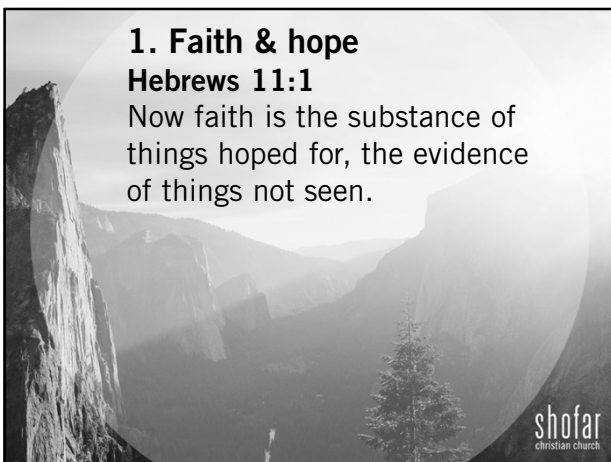 1. Faith & hope
Hebrews 11:1
Now faith is the substance of
things hoped for, the evidence
of things not seen.
shofar
christian church